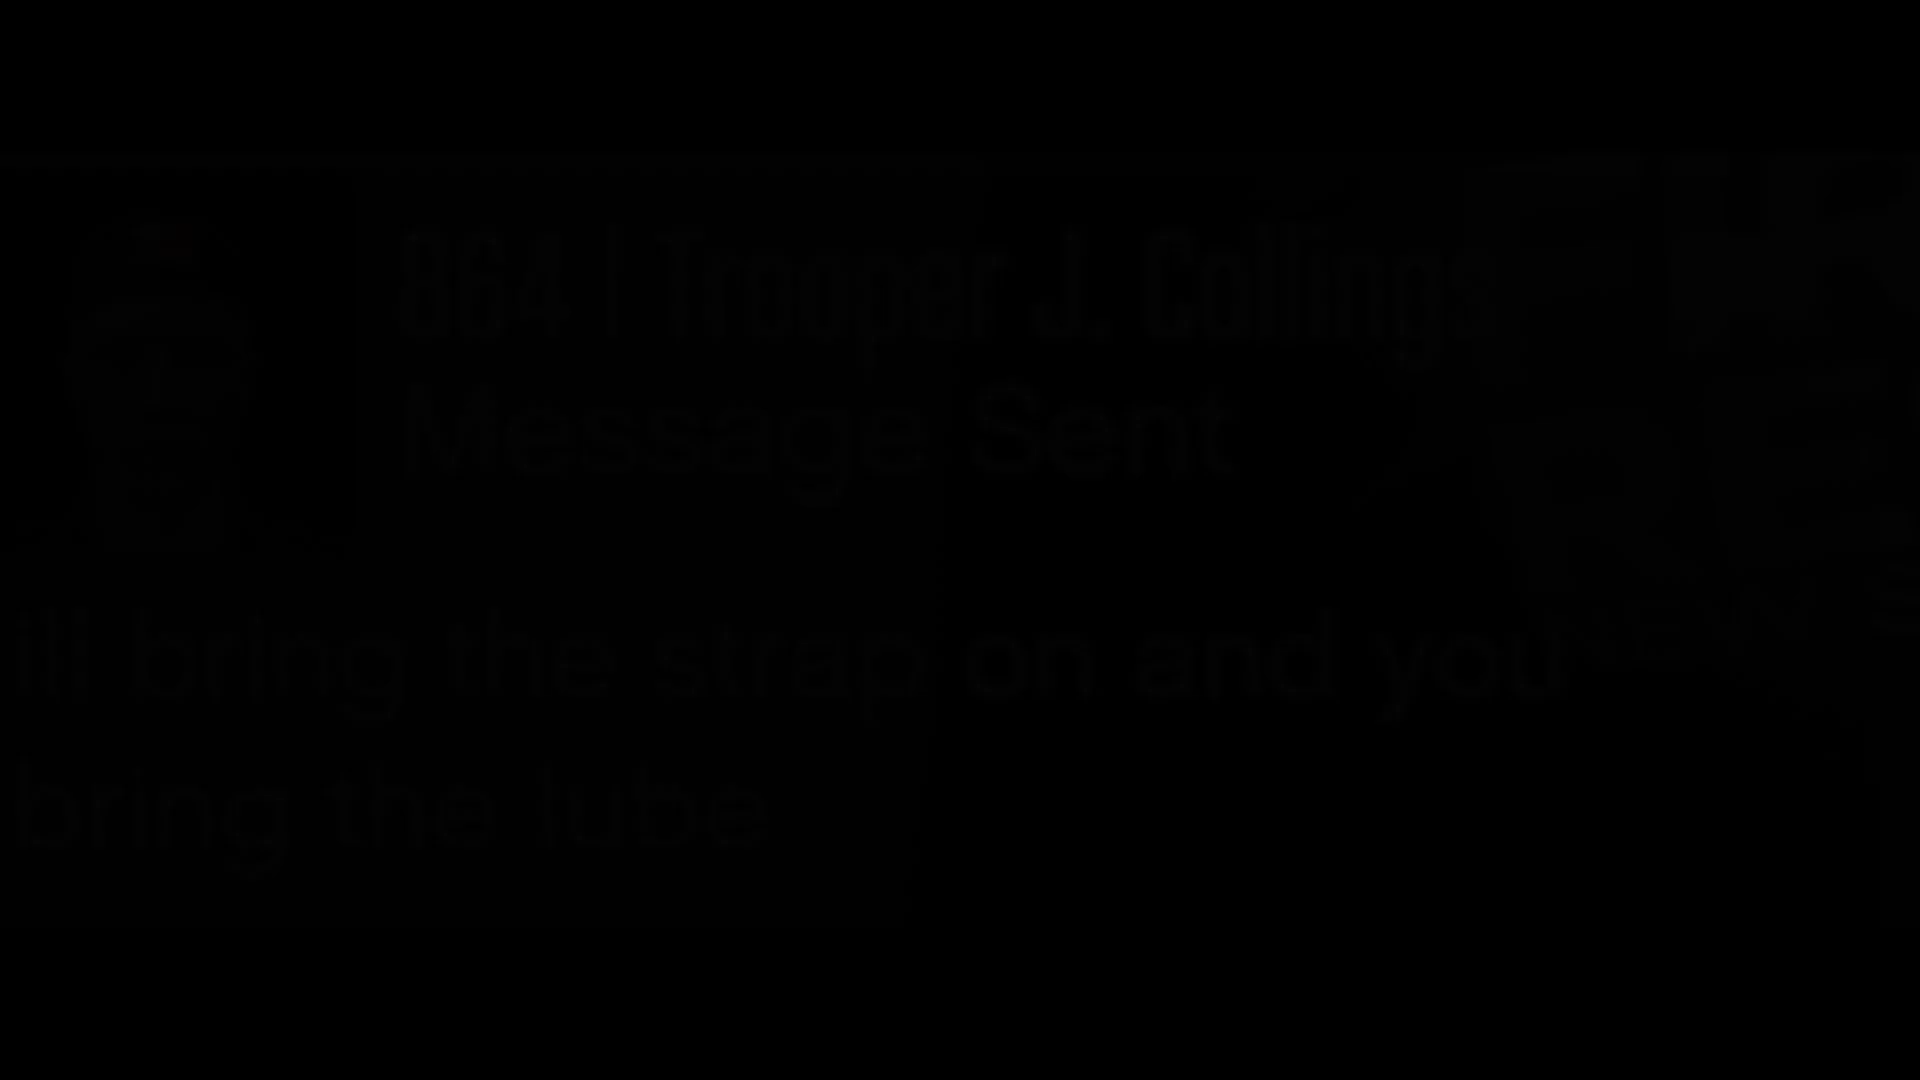 864 | Trooper J. Collings
Message Sent
ill bring the strap on and you
bring the lube